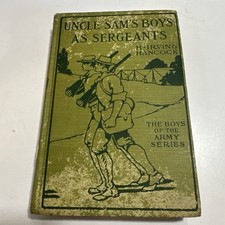 UNCLE SAM'S BOYS
AS SERGEANTS
H. IRVING
HANCOCK
THE BOYS
OF THE
ARMY
SERIES